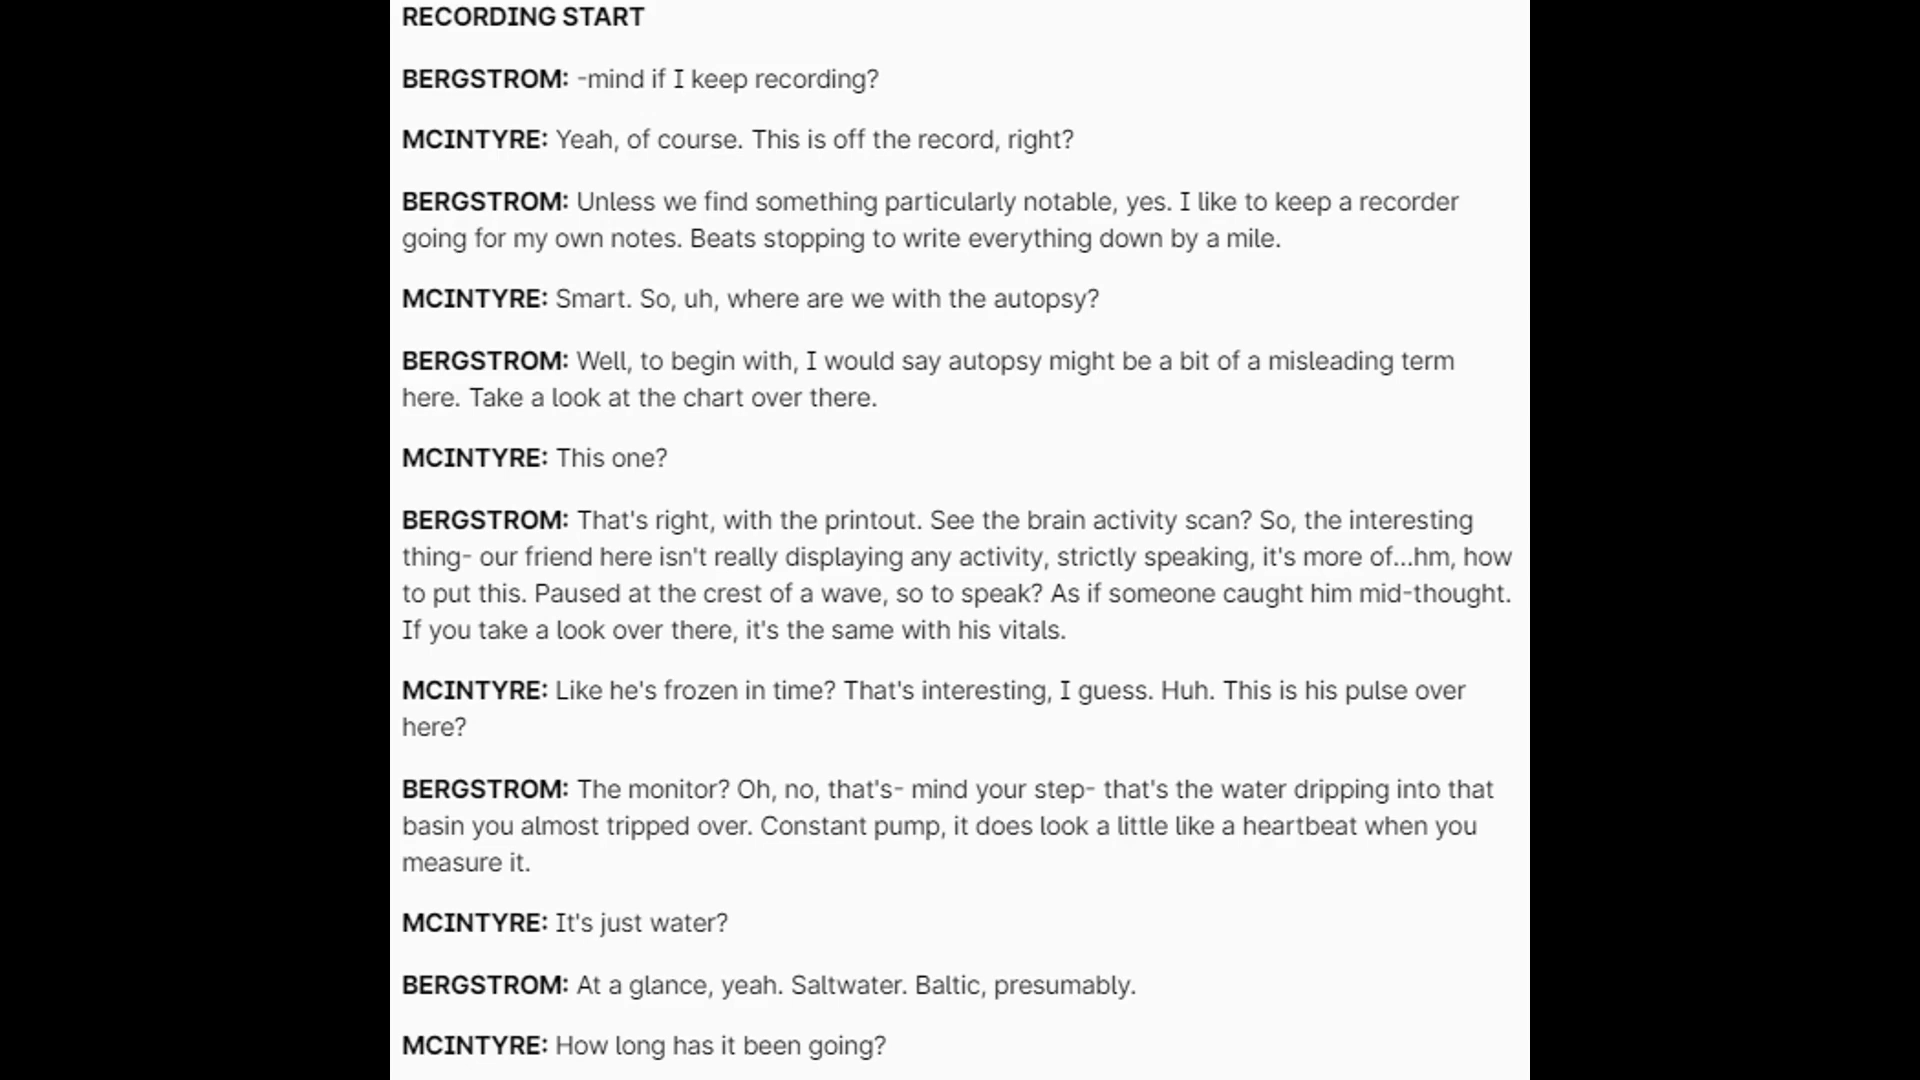 RECORDING START
BERGSTROM: -mind if I keep recording?
MCINTYRE: Yeah, of course. This is off the record, right?
BERGSTROM: Unless we find something particularly notable, yes. I like to keep a recorder
going for my own notes. Beats stopping to write everything down by a mile.
MCINTYRE: Smart. So, uh, where are we with the autopsy?
BERGSTROM: Well, to begin with, I would say autopsy might be a bit of a misleading term
here. Take a look at the chart over there.
MCINTYRE: This one?
BERGSTROM: That's right, with the printout. See the brain activity scan? So, the interesting
thing- our friend here isn't really displaying any activity, strictly speaking, it's more of...hm, how
to put this. Paused at the crest of a wave, so to speak? As if someone caught him mid-thought.
If you take a look over there, it's the same with his vitals.
MCINTYRE: Like he's frozen in time? That's interesting, I guess. Huh. This is his pulse over
here?
BERGSTROM: The monitor? Oh, no, that's- mind your step- that's the water dripping into that
basin you almost tripped over. Constant pump, it does look a little like a heartbeat when you
measure it.
MCINTYRE: It's just water?
BERGSTROM: At a glance, yeah. Saltwater. Baltic, presumably.
MCINTYRE: How long has it been going?